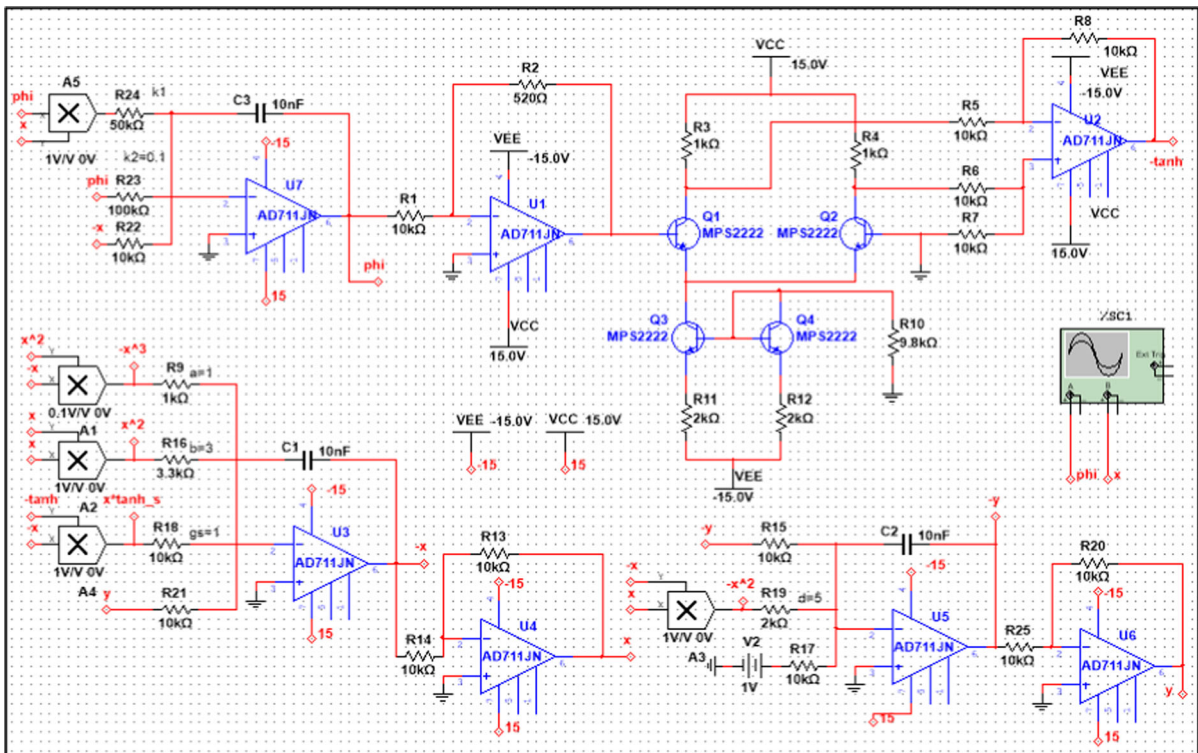 A5
phi
x
X
Y
1V/V 0V
R24
50kΩ
k1
k2=0.1
phi
R23
100kΩ
-x
R22
10kΩ
C3
10nF
-15
U7
AD711JN
15
phi
R1
10kΩ
R2
520Ω
VEE
-15.0V
U1
AD711JN
VCC
15.0V
VCC
15.0V
R3
1kΩ
R4
1kΩ
Q1
MPS2222
Q2
MPS2222
Q3
MPS2222
Q4
MPS2222
R10
9.8kΩ
R11
2kΩ
R12
2kΩ
VEE
-15.0V
R5
10kΩ
R6
10kΩ
R7
10kΩ
R8
10kΩ
VEE
-15.0V
U2
AD711JN
-tanh
VCC
15.0V
XSC1
Ext Trig
A
B
phi
x
x^2
-x
0.1V/V 0V
A1
-x^3
R9
a=1
1kΩ
x
x
1V/V 0V
A2
x^2
R16
b=3
3.3kΩ
-tanh
-x
1V/V 0V
A4
x*tanh_s
R18
gs=1
10kΩ
y
R21
10kΩ
C1
10nF
-15
U3
AD711JN
15
-x
VEE
-15.0V
-15
VCC
15.0V
15
R13
10kΩ
R14
10kΩ
-15
U4
AD711JN
15
x
-x
x
1V/V 0V
A3
-x^2
-y
R15
10kΩ
R19
d=5
2kΩ
V2
1V
R17
10kΩ
C2
10nF
-y
-15
U5
AD711JN
15
R25
10kΩ
R20
10kΩ
-15
U6
AD711JN
15
y